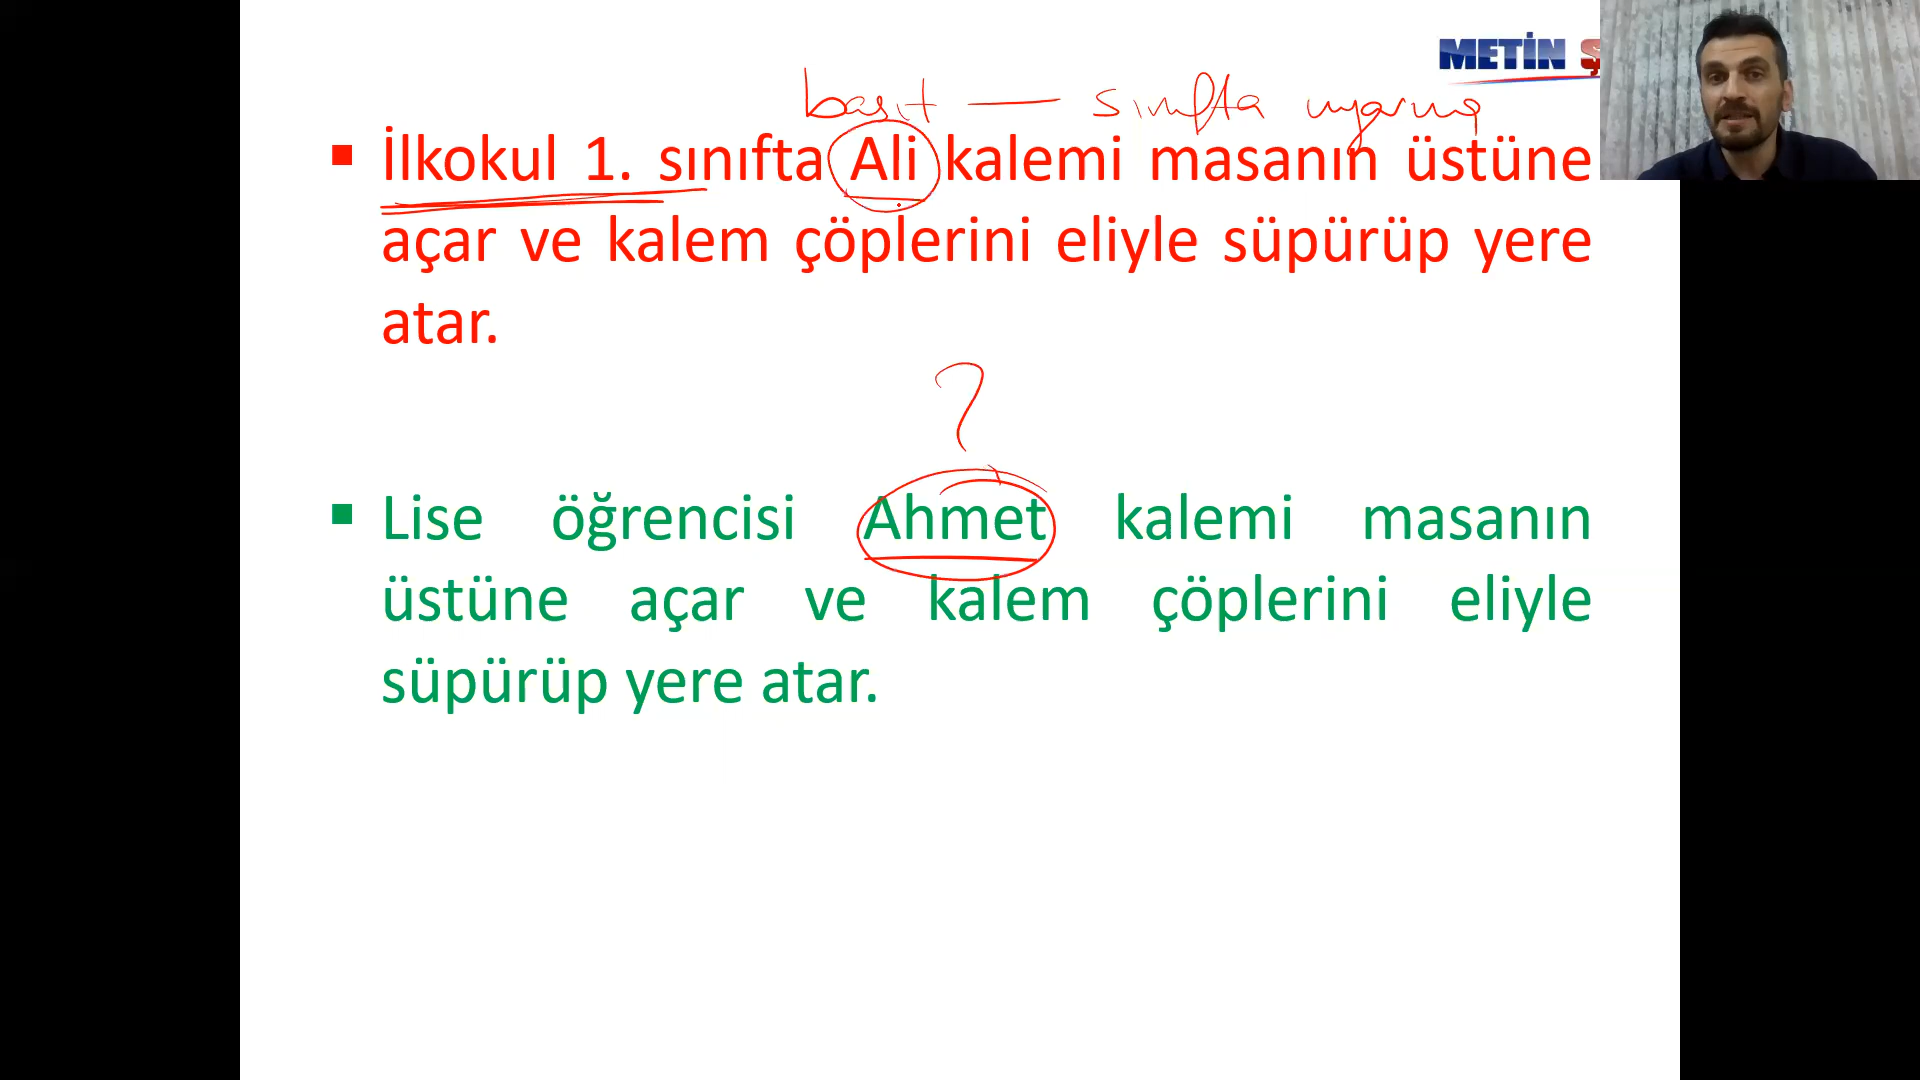 METİN Ş
basit — sınıfta uyarma
İlkokul 1. sınıfta Ali kalemi masanın üstüne
açar ve kalem çöplerini eliyle süpürüp yere
atar.
?
Lise öğrencisi Ahmet kalemi masanın
üstüne açar ve kalem çöplerini eliyle
süpürüp yere atar.